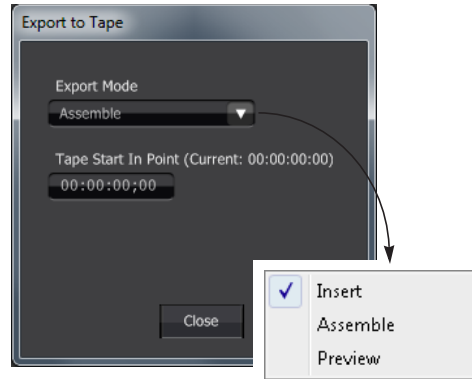 Export to Tape
Export Mode
Assemble
Tape Start In Point (Current: 00:00:00:00)
00:00:00;00
Close
Insert
Assemble
Preview